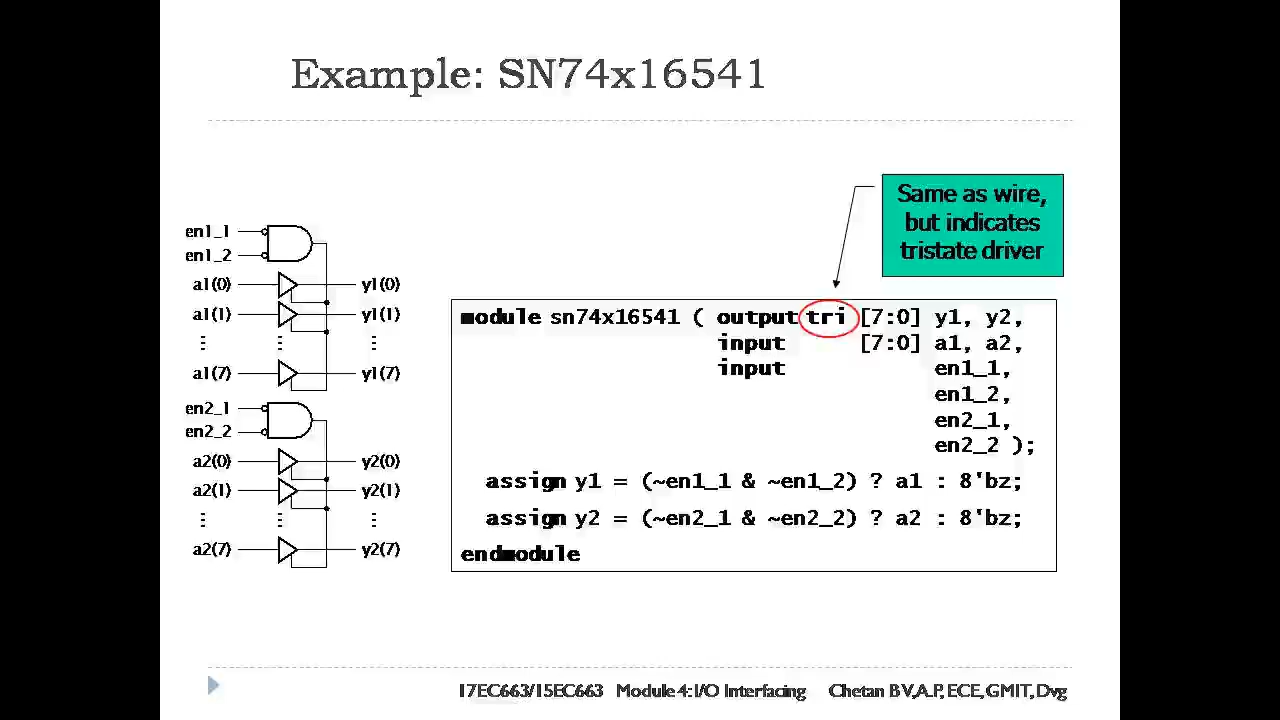 Example: SN74x16541
Same as wire,
but indicates
tristate driver
en1_1
en1_2
a1(0) y1(0)
a1(1) y1(1)
⋮ ⋮ ⋮
a1(7) y1(7)
en2_1
en2_2
a2(0) y2(0)
a2(1) y2(1)
⋮ ⋮ ⋮
a2(7) y2(7)
module sn74x16541 ( output tri [7:0] y1, y2,
input [7:0] a1, a2,
input en1_1,
en1_2,
en2_1,
en2_2 );
assign y1 = (~en1_1 & ~en1_2) ? a1 : 8'bz;
assign y2 = (~en2_1 & ~en2_2) ? a2 : 8'bz;
endmodule
17EC663/15EC663 Module 4: I/O Interfacing Chetan BV,A.P, ECE, GMIT, Dvg